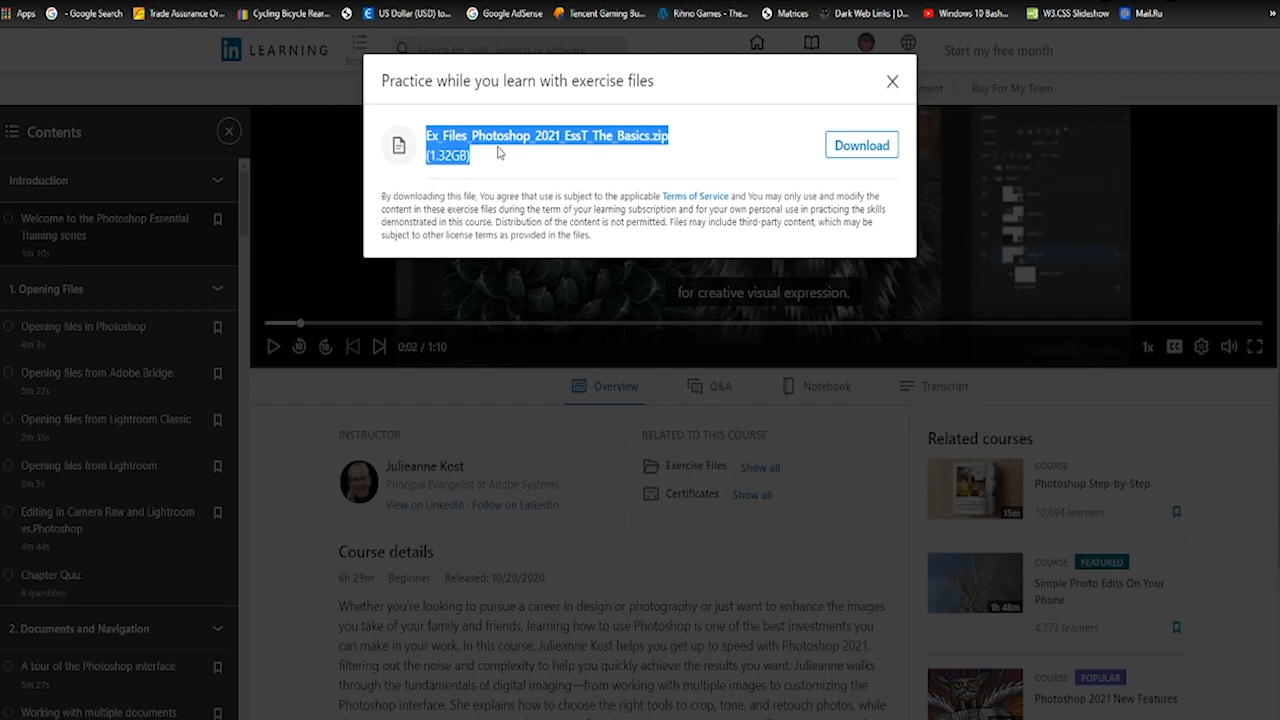 Apps
- Google Search
Trade Assurance Or...
Cycling Bicycle Rear...
US Dollar (USD) to...
Google AdSense
Tencent Gaming Bu...
Rihno Games - The...
Matrices
Dark Web Links | D...
Windows 10 Bash...
W3.CSS Slideshow
Mail.Ru
»
in LEARNING
Search for skills, subjects or software
Start my free month
Buy For My Team
Practice while you learn with exercise files
Ex_Files_Photoshop_2021_EssT_The_Basics.zip
(1.32GB)
Download
By downloading this file, You agree that use is subject to the applicable Terms of Service and You may only use and modify the
content in these exercise files during the term of your learning subscription and for your own personal use in practicing the skills
demonstrated in this course. Distribution of the content is not permitted. Files may include third-party content, which may be
subject to other license terms as provided in the files.
Contents
Introduction
Welcome to the Photoshop Essential
Training series
1m 10s
1. Opening Files
Opening files in Photoshop
4m 3s
Opening files from Adobe Bridge
5m 27s
Opening files from Lightroom Classic
2m 35s
Opening files from Lightroom
3m 5s
Editing in Camera Raw and Lightroom
vs.Photoshop
4m 44s
Chapter Quiz
8 questions
2. Documents and Navigation
A tour of the Photoshop interface
5m 27s
Working with multiple documents
for creative visual expression.
10
10
0:02 / 1:10
1x
CC
Overview
Q&A
Notebook
Transcript
INSTRUCTOR
Julieanne Kost
Principal Evangelist at Adobe Systems
View on LinkedIn · Follow on LinkedIn
RELATED TO THIS COURSE
Exercise Files · Show all
Certificates · Show all
Course details
6h 29m · Beginner · Released: 10/20/2020
Whether you're looking to pursue a career in design or photography or just want to enhance the images
you take of your family and friends, learning how to use Photoshop is one of the best investments you
can make in your work. In this course, Julieanne Kost helps you get up to speed with Photoshop 2021,
filtering out the noise and complexity to help you quickly achieve the results you want. Julieanne walks
through the fundamentals of digital imaging—from working with multiple images to customizing the
Photoshop interface. She explains how to choose the right tools to crop, tone, and retouch photos, while
Related courses
COURSE
Photoshop Step-by-Step
10,694 learners
15m
COURSE FEATURED
Simple Photo Edits On Your
Phone
4,777 learners
1h 48m
COURSE POPULAR
Photoshop 2021 New Features